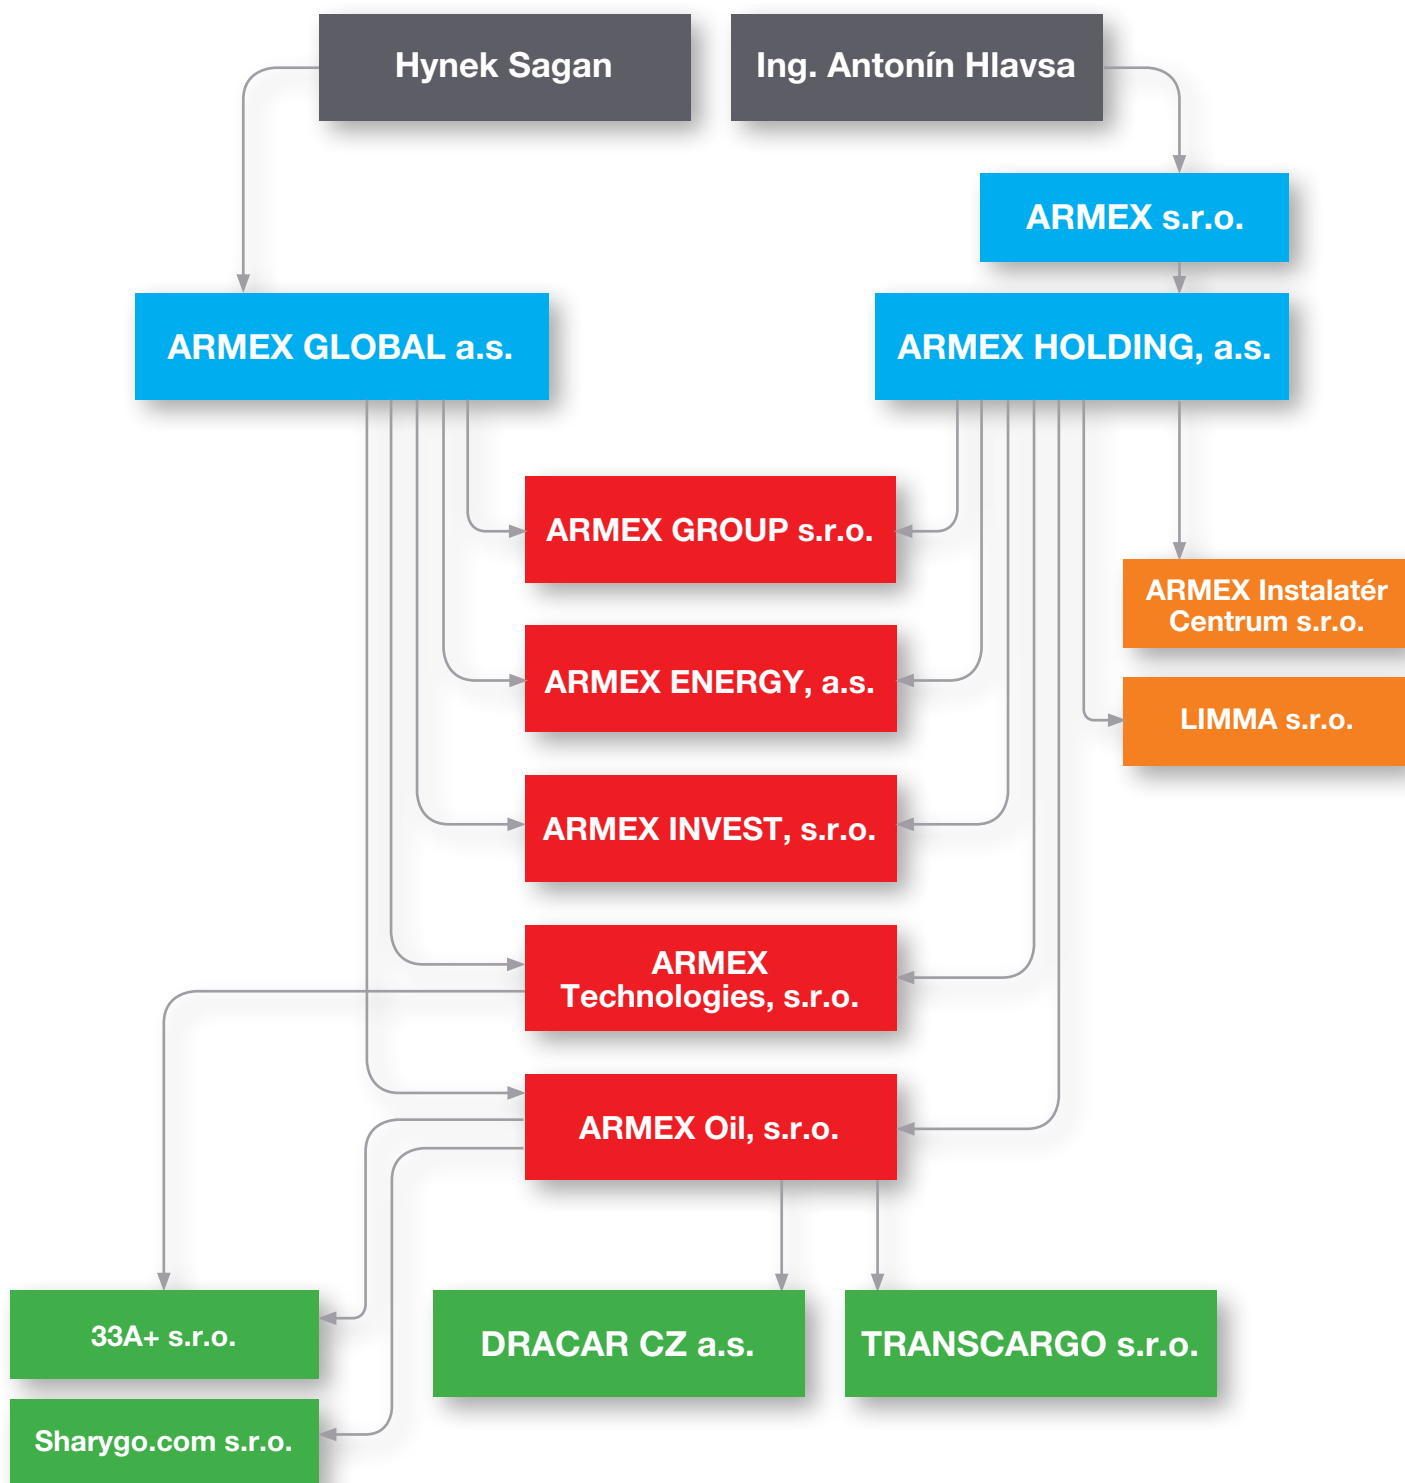 Hynek Sagan
Ing. Antonín Hlavsa
ARMEX s.r.o.
ARMEX GLOBAL a.s.
ARMEX HOLDING, a.s.
ARMEX GROUP s.r.o.
ARMEX Instalatér
Centrum s.r.o.
ARMEX ENERGY, a.s.
LIMMA s.r.o.
ARMEX INVEST, s.r.o.
ARMEX
Technologies, s.r.o.
ARMEX Oil, s.r.o.
33A+ s.r.o.
DRACAR CZ a.s.
TRANSCARGO s.r.o.
Sharygo.com s.r.o.